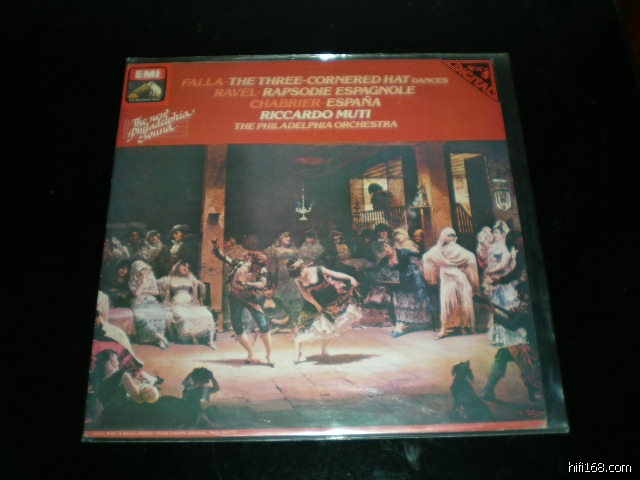 EMI
FALLA · THE THREE-CORNERED HAT DANCES
RAVEL · RAPSODIE ESPAGNOLE
CHABRIER · ESPAÑA
RICCARDO MUTI
THE PHILADELPHIA ORCHESTRA
DIGITAL
The new
Philadelphia
Sound
hifi168.com